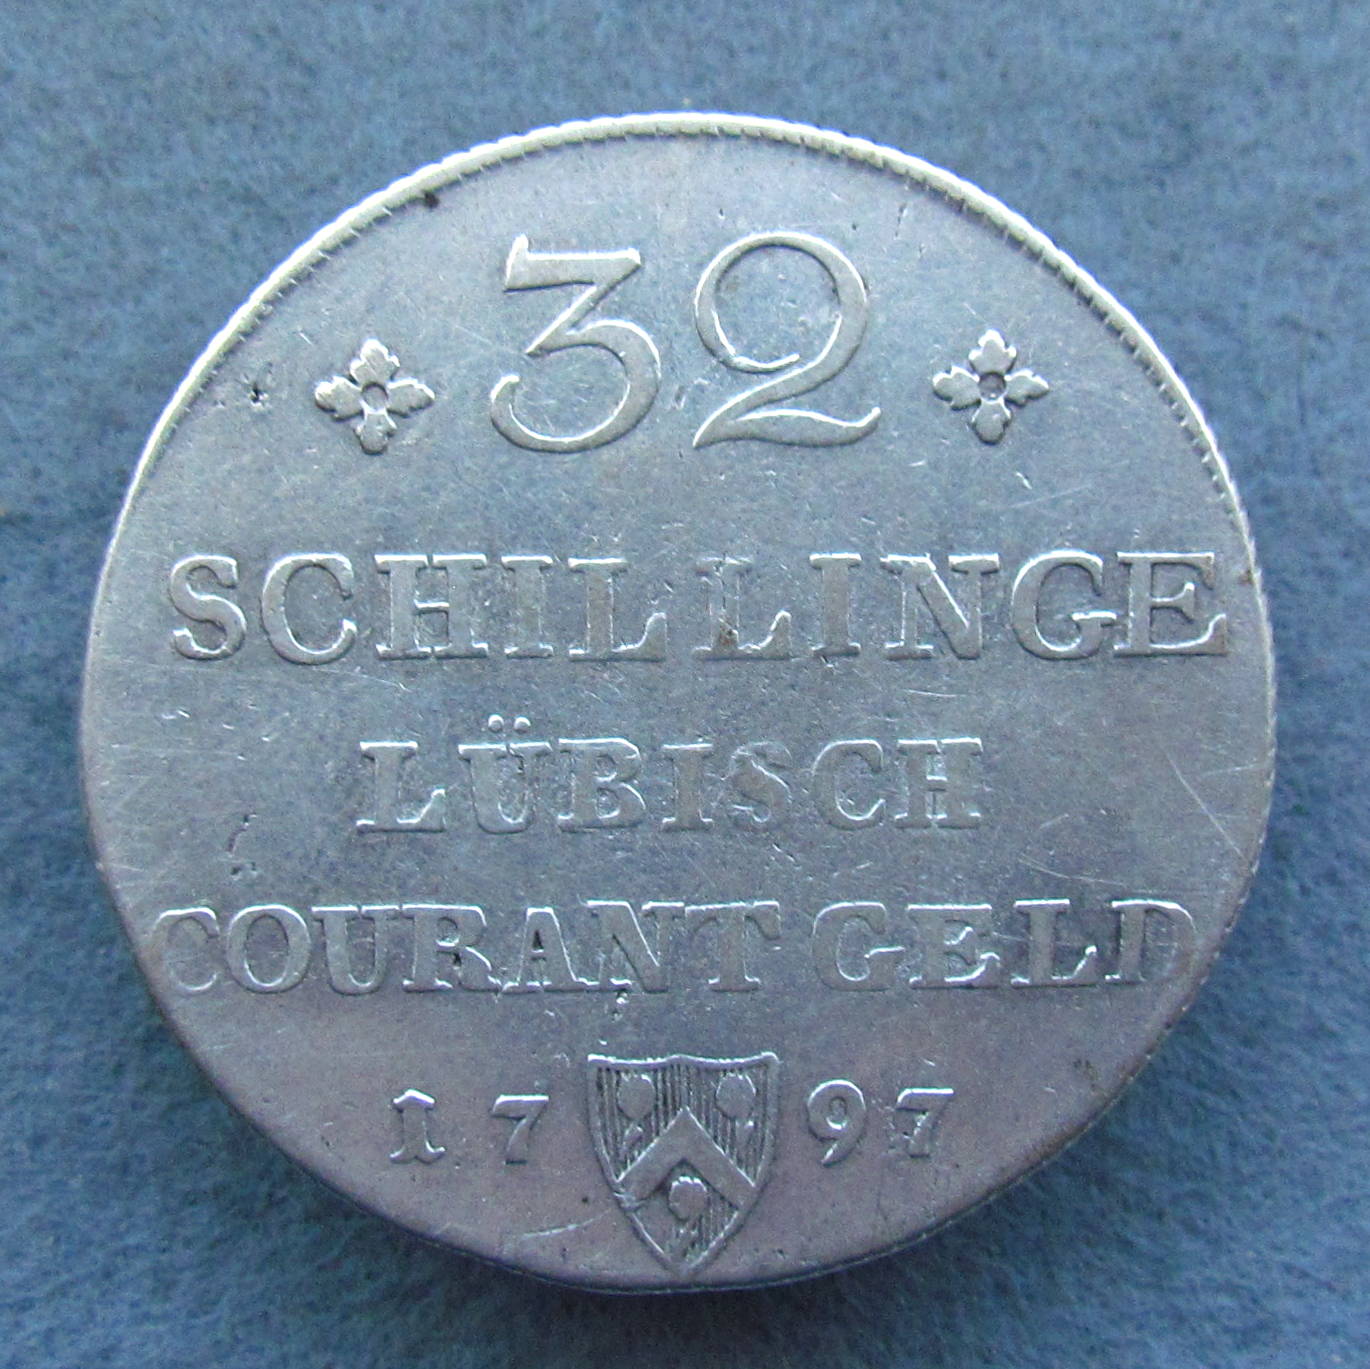 32
SCHILLINGE
LÜBISCH
COURANT GELD
1797